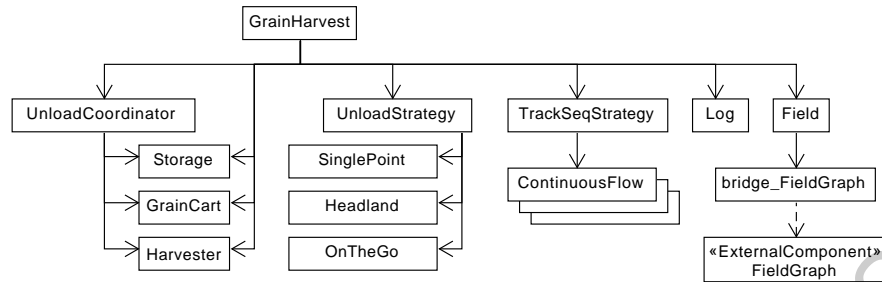 GrainHarvest
UnloadCoordinator
UnloadStrategy
TrackSeqStrategy
Log
Field
Storage
SinglePoint
ContinuousFlow
bridge_FieldGraph
GrainCart
Headland
Harvester
OnTheGo
«ExternalComponent»
FieldGraph